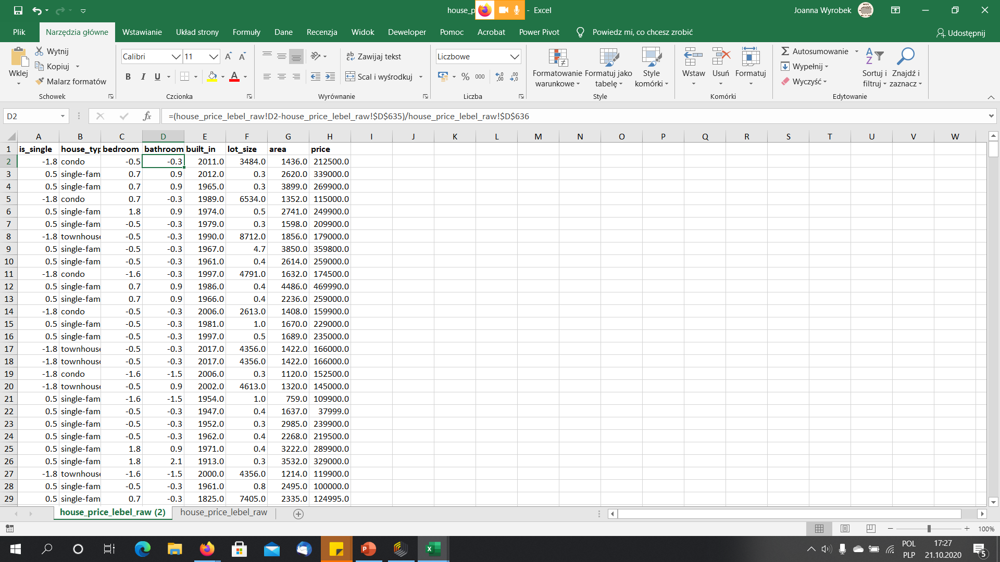 house_p - Excel
Joanna Wyrobek
Plik Narzędzia główne Wstawianie Układ strony Formuły Dane Recenzja Widok Deweloper Pomoc Acrobat Power Pivot Powiedz mi, co chcesz zrobić Udostępnij
Wklej
Wytnij
Kopiuj
Malarz formatów
Schowek
Calibri 11
B I U
Czcionka
Zawijaj tekst
Scal i wyśrodkuj
Wyrównanie
Liczbowe
% 000
Liczba
Formatowanie warunkowe
Formatuj jako tabelę
Style komórki
Style
Wstaw
Usuń
Formatuj
Komórki
Autosumowanie
Wypełnij
Wyczyść
Sortuj i filtruj
Znajdź i zaznacz
Edytowanie
D2 fx =(house_price_lebel_raw!D2-house_price_lebel_raw!$D$635)/house_price_lebel_raw!$D$636
A B C D E F G H I J K L M N O P Q R S T U V W
1 is_single house_typ bedroom bathroom built_in lot_size area price
2 -1.8 condo -0.5 -0.3 2011.0 3484.0 1436.0 212500.0
3 0.5 single-fam 0.7 0.9 2012.0 0.3 2620.0 339000.0
4 0.5 single-fam 0.7 0.9 1965.0 0.3 3899.0 269900.0
5 -1.8 condo 0.7 -0.3 1989.0 6534.0 1352.0 115000.0
6 0.5 single-fam 1.8 0.9 1974.0 0.5 2741.0 249900.0
7 0.5 single-fam -0.5 -0.3 1979.0 0.3 1598.0 209900.0
8 -1.8 townhouse -0.5 -0.3 1990.0 8712.0 1856.0 179000.0
9 0.5 single-fam -0.5 -0.3 1967.0 4.7 3850.0 359800.0
10 0.5 single-fam -0.5 -0.3 1961.0 0.4 2614.0 259000.0
11 -1.8 condo -1.6 -0.3 1997.0 4791.0 1632.0 174500.0
12 0.5 single-fam 0.7 0.9 1986.0 0.4 4486.0 469990.0
13 0.5 single-fam 0.7 0.9 1966.0 0.4 2236.0 259000.0
14 -1.8 condo -0.5 -0.3 2006.0 2613.0 1408.0 159900.0
15 0.5 single-fam -0.5 -0.3 1981.0 1.0 1670.0 229000.0
16 0.5 single-fam -0.5 -0.3 1997.0 0.5 1689.0 235000.0
17 -1.8 townhouse -0.5 -0.3 2017.0 4356.0 1422.0 166000.0
18 -1.8 townhouse -0.5 -0.3 2017.0 4356.0 1422.0 166000.0
19 -1.8 condo -1.6 -1.5 2006.0 0.3 1120.0 152500.0
20 -1.8 townhouse -0.5 0.9 2002.0 4613.0 1320.0 145000.0
21 0.5 single-fam -1.6 -1.5 1954.0 1.0 759.0 109900.0
22 0.5 single-fam -0.5 -0.3 1947.0 0.4 1637.0 37999.0
23 0.5 single-fam -0.5 -0.3 1952.0 0.3 2985.0 239900.0
24 0.5 single-fam -0.5 -0.3 1962.0 0.4 2268.0 219500.0
25 0.5 single-fam 1.8 0.9 1971.0 0.4 3222.0 289900.0
26 0.5 single-fam 1.8 2.1 1913.0 0.3 3532.0 329000.0
27 -1.8 townhouse -1.6 -1.5 2000.0 4356.0 1214.0 119900.0
28 0.5 single-fam -0.5 -0.3 1961.0 0.8 2495.0 100000.0
29 0.5 single-fam 0.7 -0.3 1825.0 7405.0 2335.0 124995.0
house_price_lebel_raw (2) house_price_lebel_raw
100%
POL
PLP
17:27
21.10.2020
5